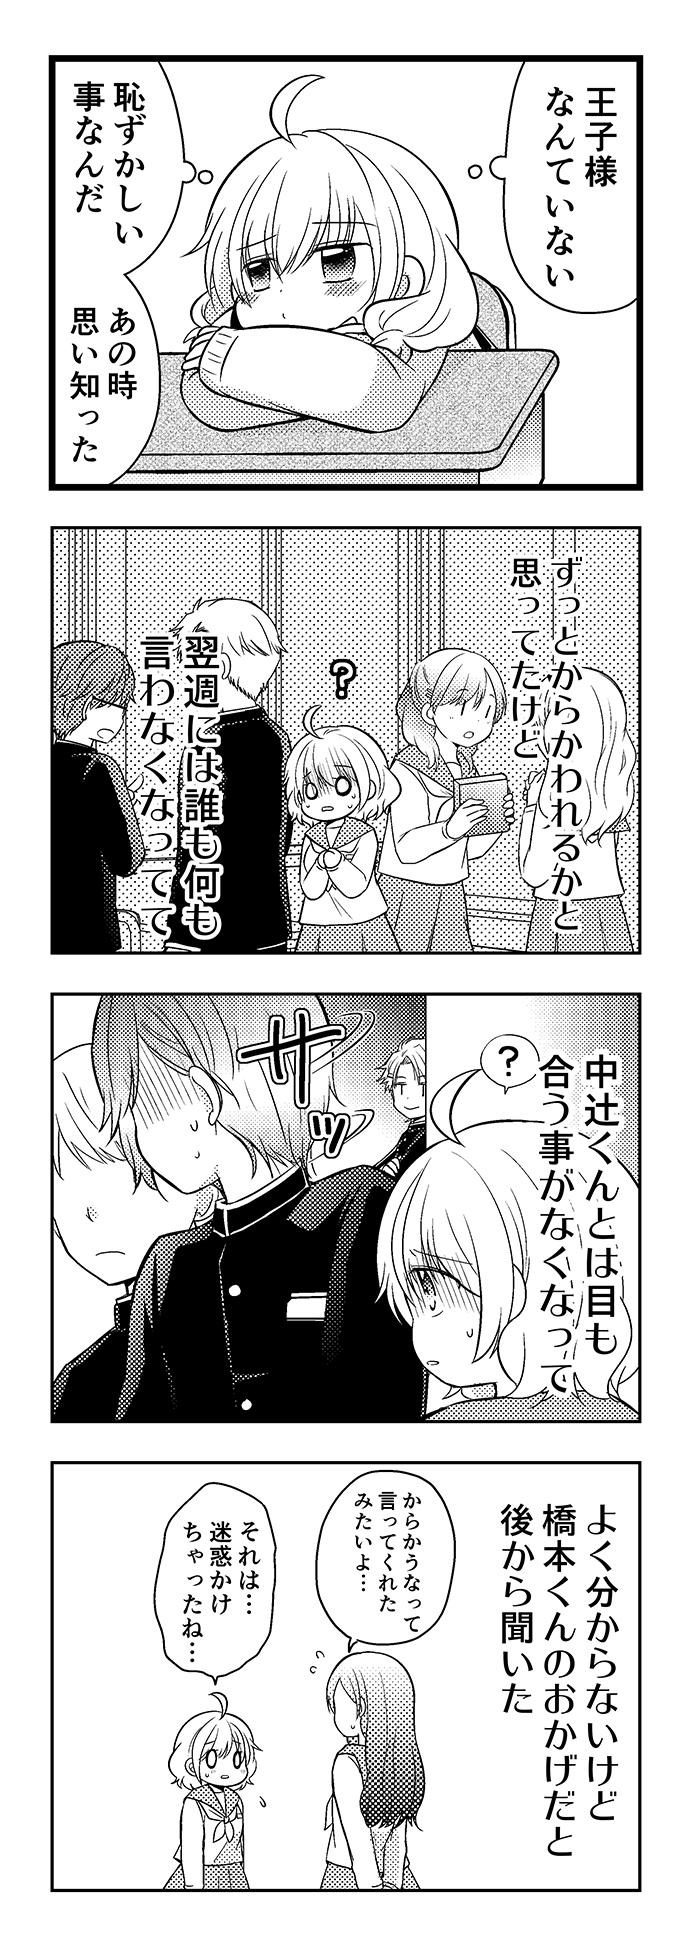 王子様
なんていない
恥ずかしい
事なんだ
あの時
思い知った
ずっとからかわれるかと
思ってたけど
?
翌週には誰も何も
言わなくなってて
中辻くんとは目も
合う事がなくなって
?
サッ
よく分からないけど
橋本くんのおかげだと
後から聞いた
からかうなって
言ってくれた
みたいよ…
それは…
迷惑かけ
ちゃったね…